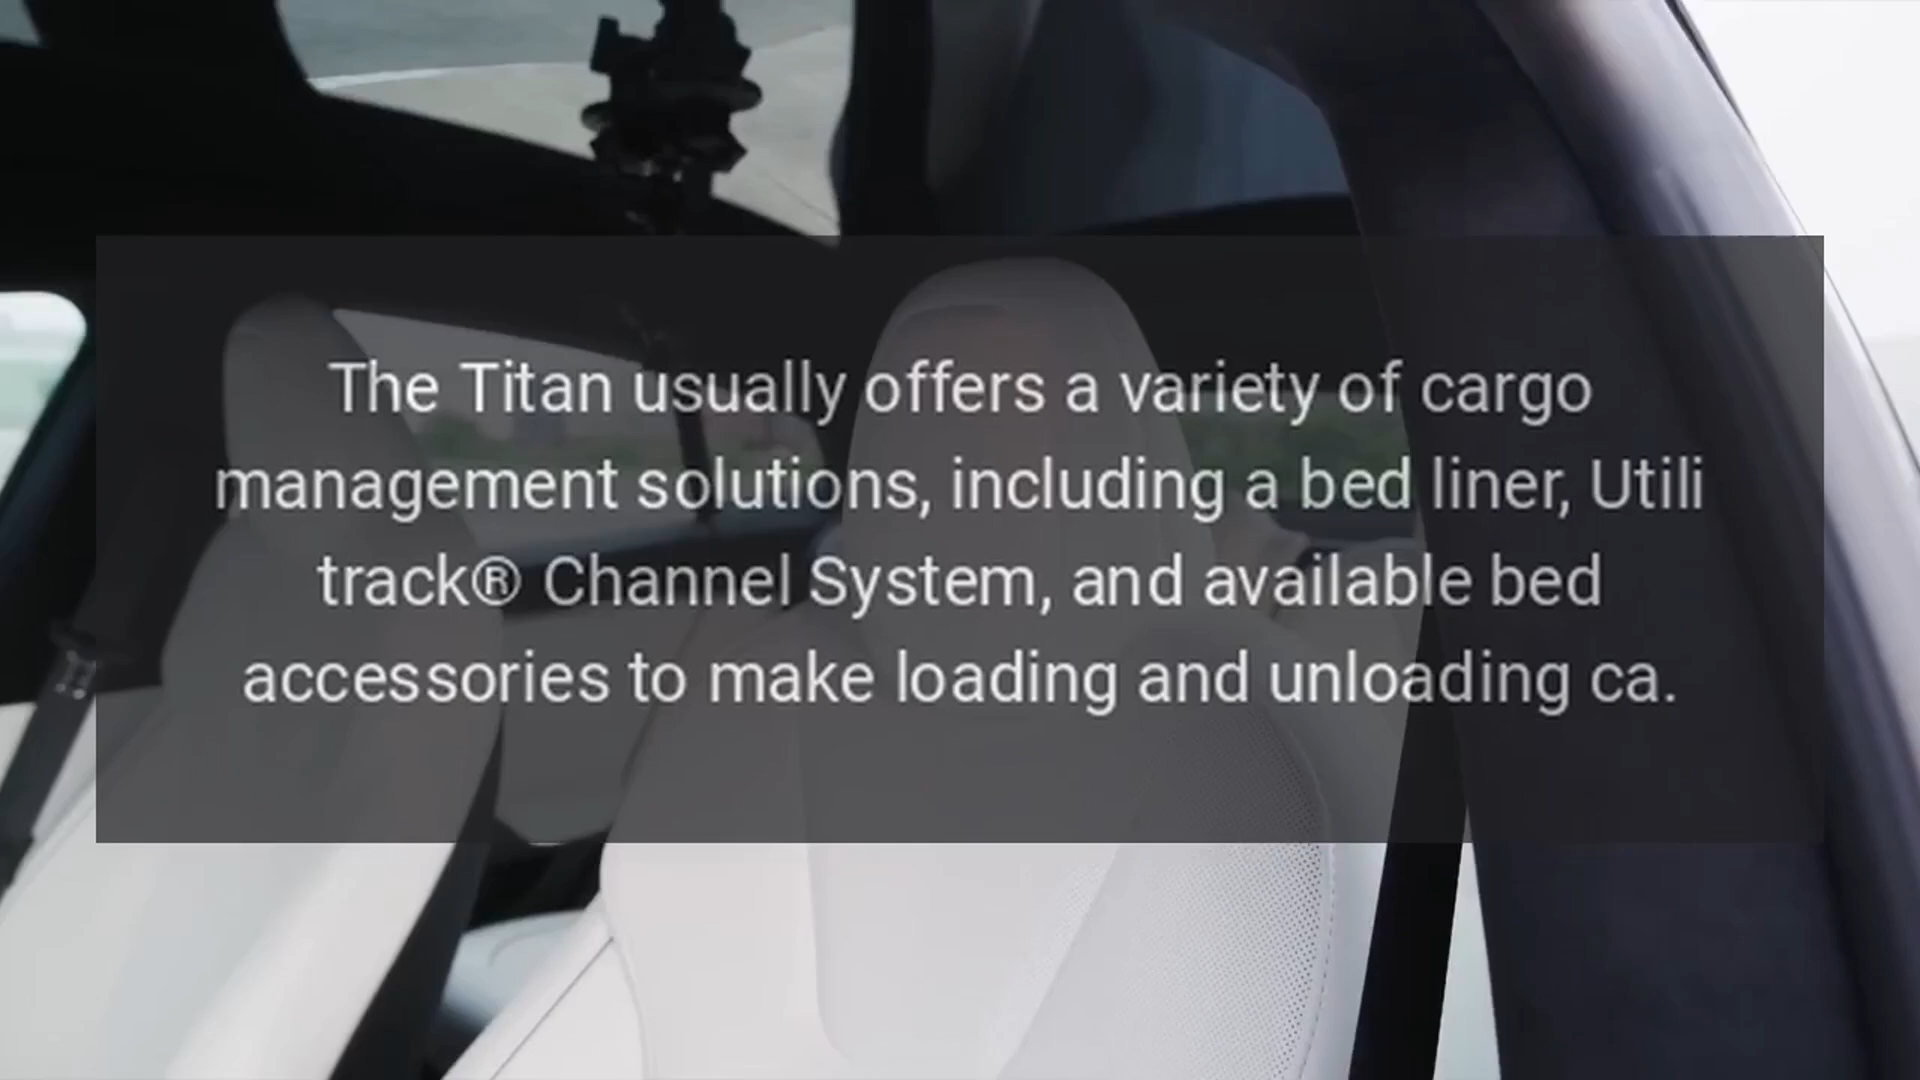 The Titan usually offers a variety of cargo
management solutions, including a bed liner, Utili
track® Channel System, and available bed
accessories to make loading and unloading ca.